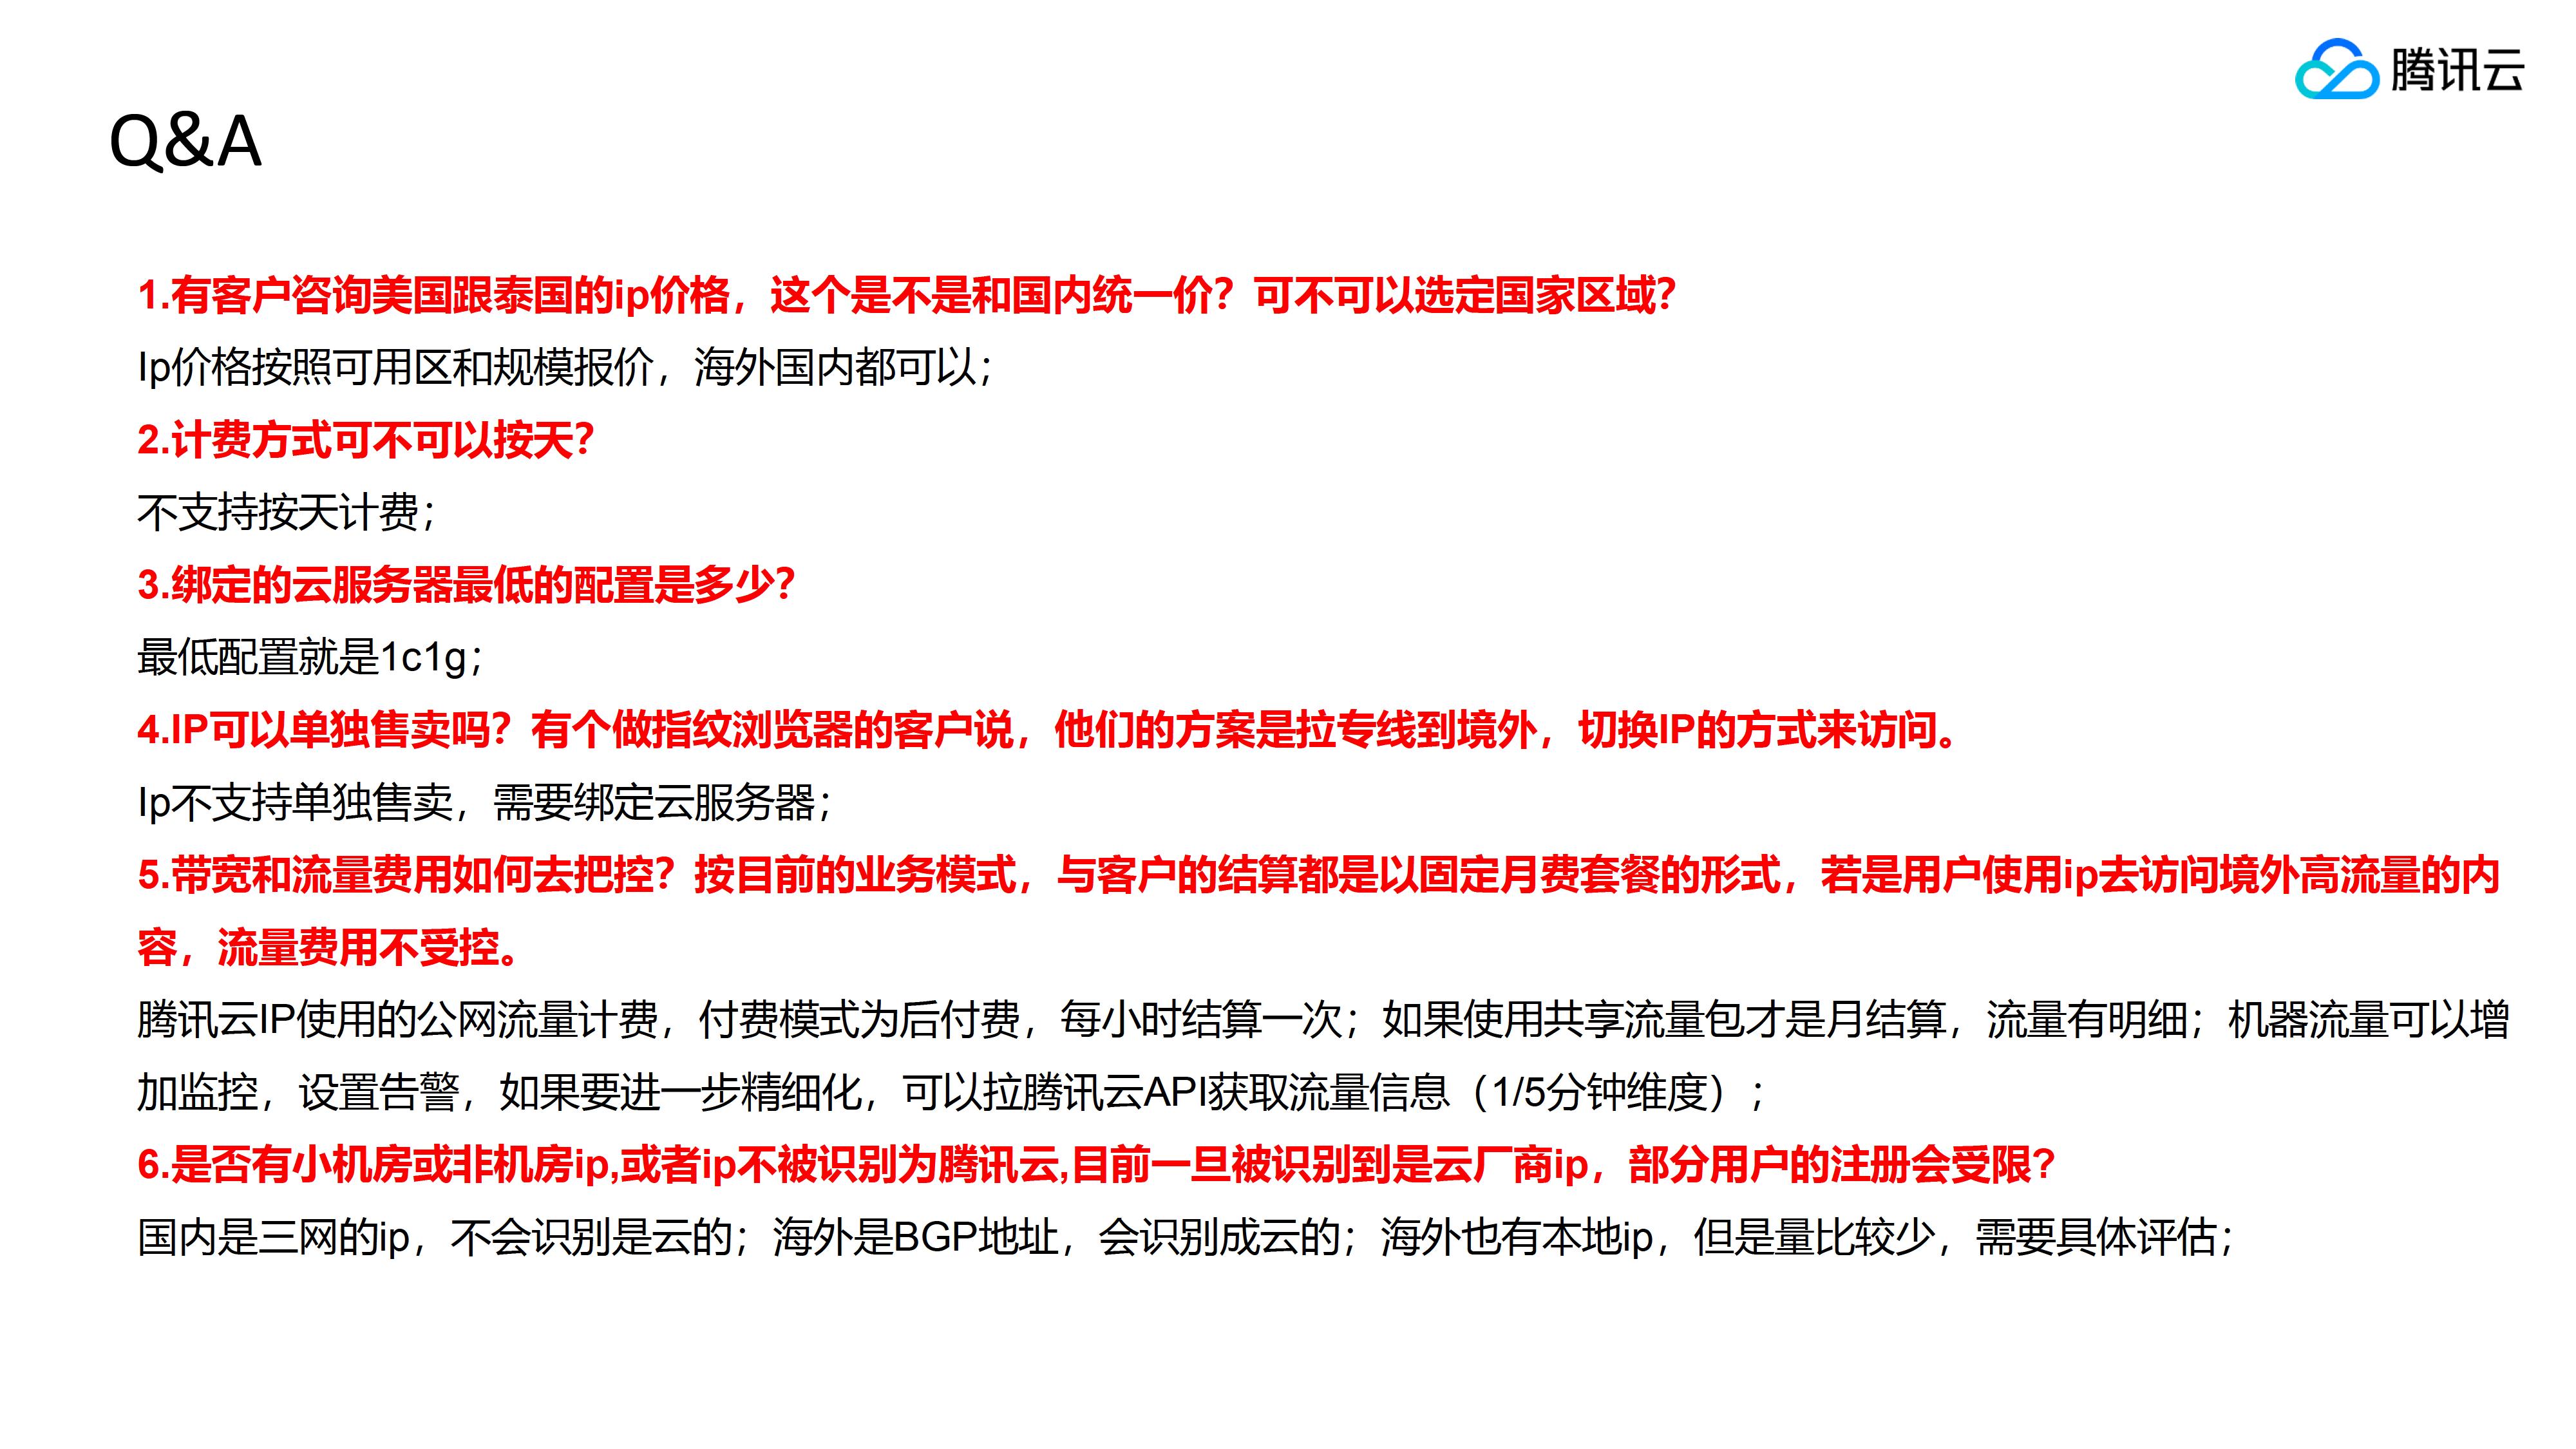 腾讯云
Q&A
1.有客户咨询美国跟泰国的ip价格，这个是不是和国内统一价？可不可以选定国家区域？
Ip价格按照可用区和规模报价，海外国内都可以；
2.计费方式可不可以按天？
不支持按天计费；
3.绑定的云服务器最低的配置是多少？
最低配置就是1c1g；
4.IP可以单独售卖吗？有个做指纹浏览器的客户说，他们的方案是拉专线到境外，切换IP的方式来访问。
Ip不支持单独售卖，需要绑定云服务器；
5.带宽和流量费用如何去把控？按目前的业务模式，与客户的结算都是以固定月费套餐的形式，若是用户使用ip去访问境外高流量的内
容，流量费用不受控。
腾讯云IP使用的公网流量计费，付费模式为后付费，每小时结算一次；如果使用共享流量包才是月结算，流量有明细；机器流量可以增
加监控，设置告警，如果要进一步精细化，可以拉腾讯云API获取流量信息（1/5分钟维度）；
6.是否有小机房或非机房ip,或者ip不被识别为腾讯云,目前一旦被识别到是云厂商ip，部分用户的注册会受限？
国内是三网的ip，不会识别是云的；海外是BGP地址，会识别成云的；海外也有本地ip，但是量比较少，需要具体评估；